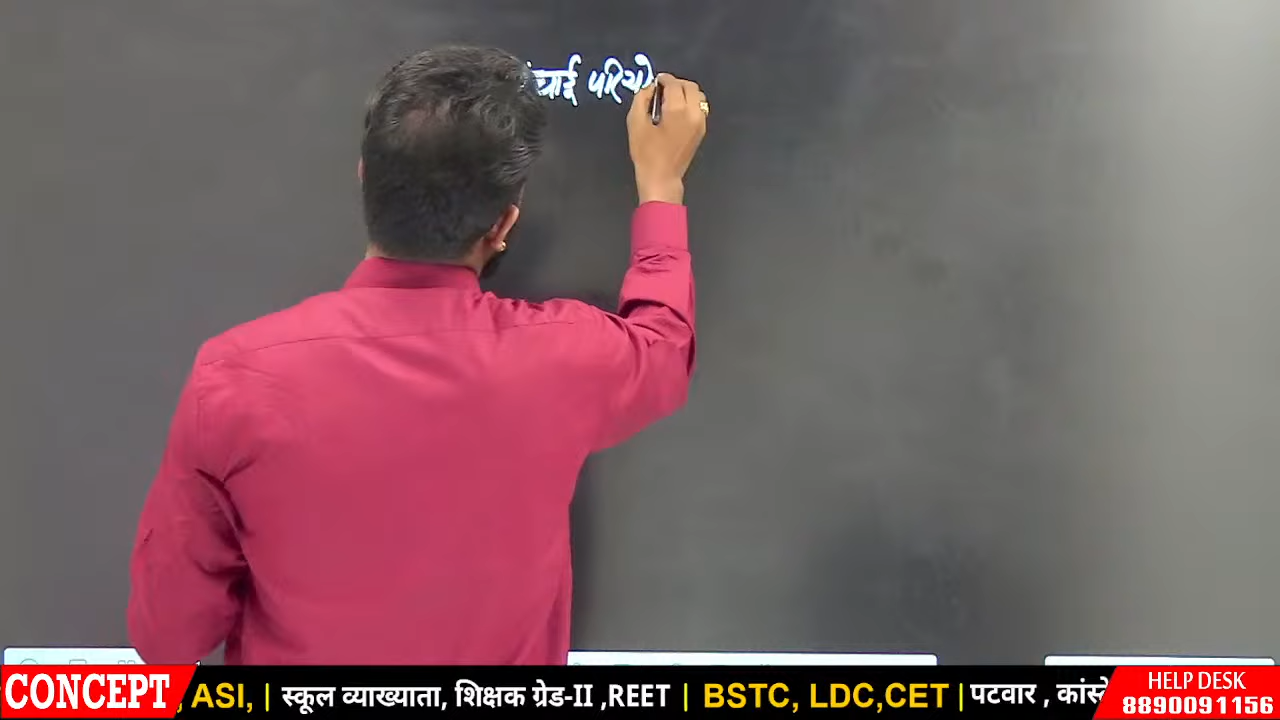 CONCEPT
, ASI, | स्कूल व्याख्याता, शिक्षक ग्रेड-II ,REET | BSTC, LDC,CET | पटवार , कांस्टे
HELP DESK
8890091156